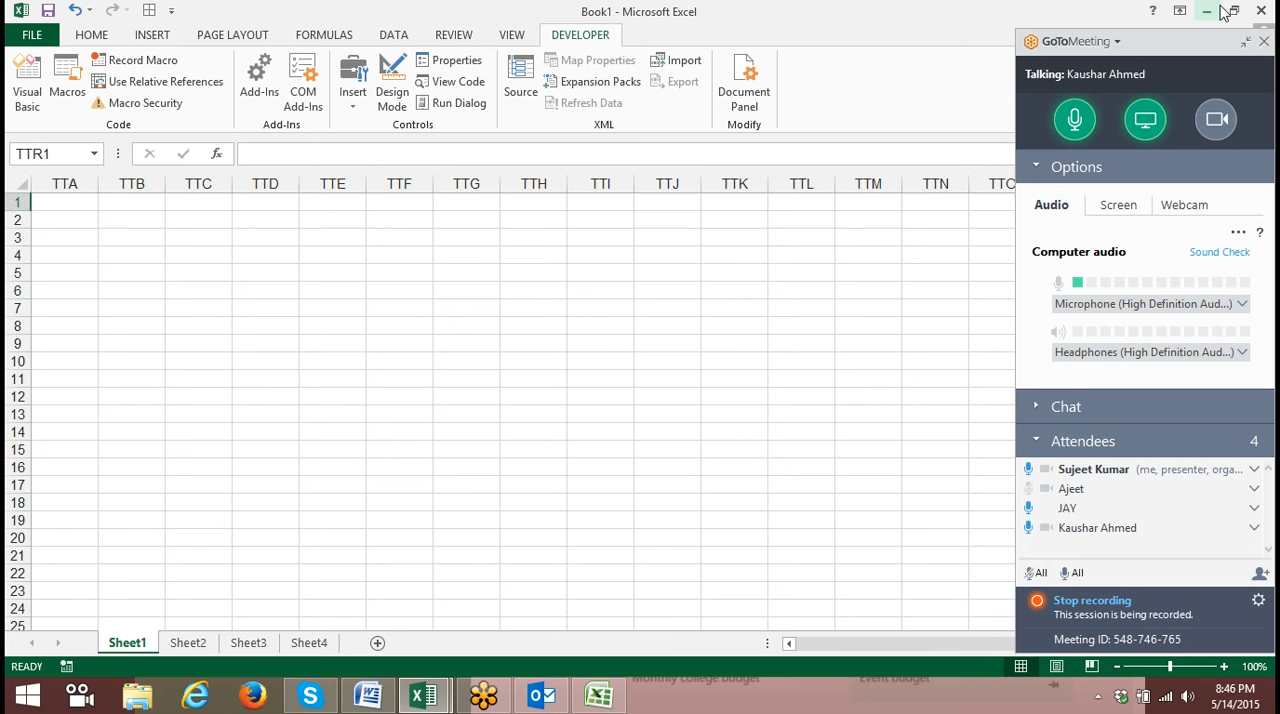 Book1 - Microsoft Excel
?
FILE HOME INSERT PAGE LAYOUT FORMULAS DATA REVIEW VIEW DEVELOPER
Visual Basic
Macros
Record Macro
Use Relative References
Macro Security
Code
Add-Ins
COM Add-Ins
Add-Ins
Insert
Design Mode
Properties
View Code
Run Dialog
Controls
Source
Map Properties
Expansion Packs
Refresh Data
Import
Export
XML
Document Panel
Modify
TTR1
fx
TTA TTB TTC TTD TTE TTF TTG TTH TTI TTJ TTK TTL TTM TTN TTO
1
2
3
4
5
6
7
8
9
10
11
12
13
14
15
16
17
18
19
20
21
22
23
24
25
Sheet1 Sheet2 Sheet3 Sheet4
READY
100%
GoToMeeting
Talking: Kaushar Ahmed
Options
Audio Screen Webcam
... ?
Computer audio Sound Check
Microphone (High Definition Aud...)
Headphones (High Definition Aud...)
Chat
Attendees 4
Sujeet Kumar (me, presenter, orga...
Ajeet
JAY
Kaushar Ahmed
All All
Stop recording
This session is being recorded.
Meeting ID: 548-746-765
Monthly college budget
Event budget
8:46 PM
5/14/2015